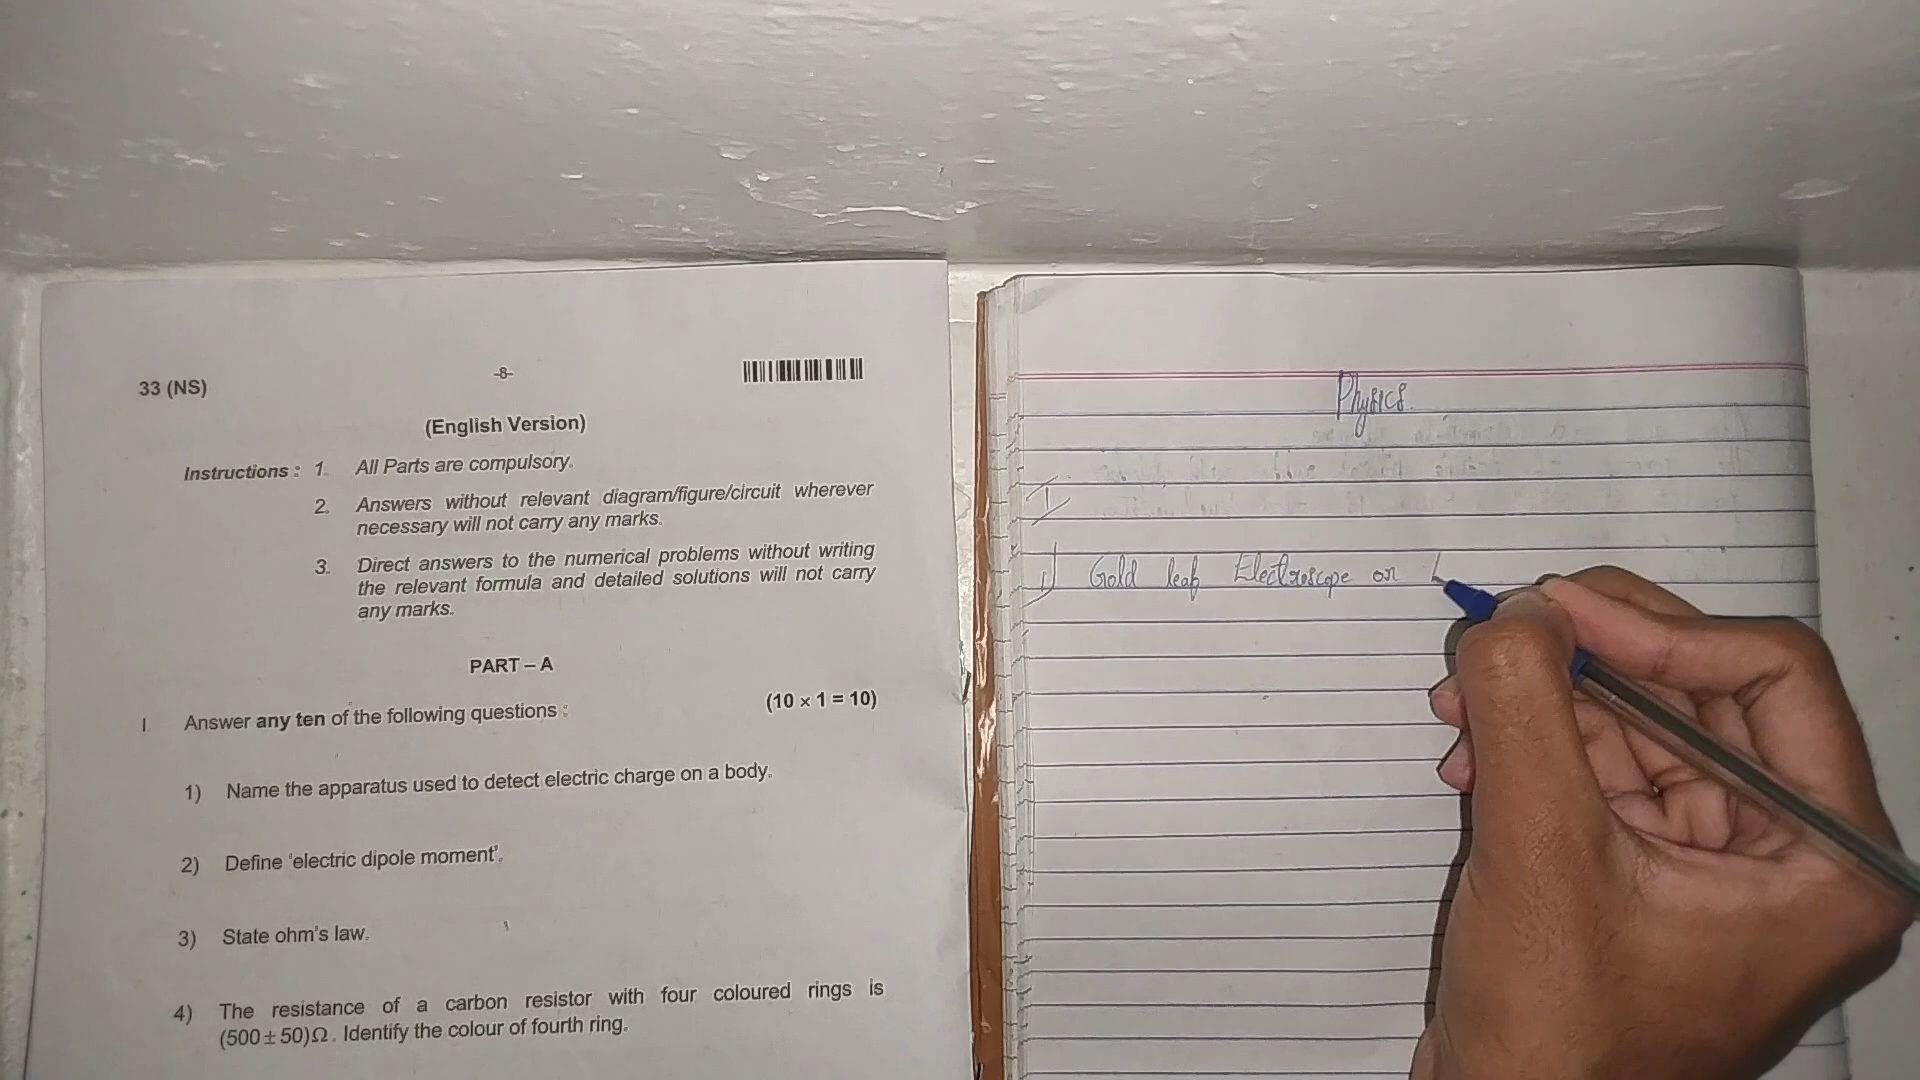 33 (NS)
-8-
(English Version)
Instructions : 1. All Parts are compulsory.
2. Answers without relevant diagram/figure/circuit wherever
necessary will not carry any marks.
3. Direct answers to the numerical problems without writing
the relevant formula and detailed solutions will not carry
any marks.
PART – A
I. Answer any ten of the following questions : (10 × 1 = 10)
1) Name the apparatus used to detect electric charge on a body.
2) Define 'electric dipole moment'.
3) State ohm's law.
4) The resistance of a carbon resistor with four coloured rings is
(500 ± 50)Ω. Identify the colour of fourth ring.
Physics
I
1) Gold leaf Electroscope or